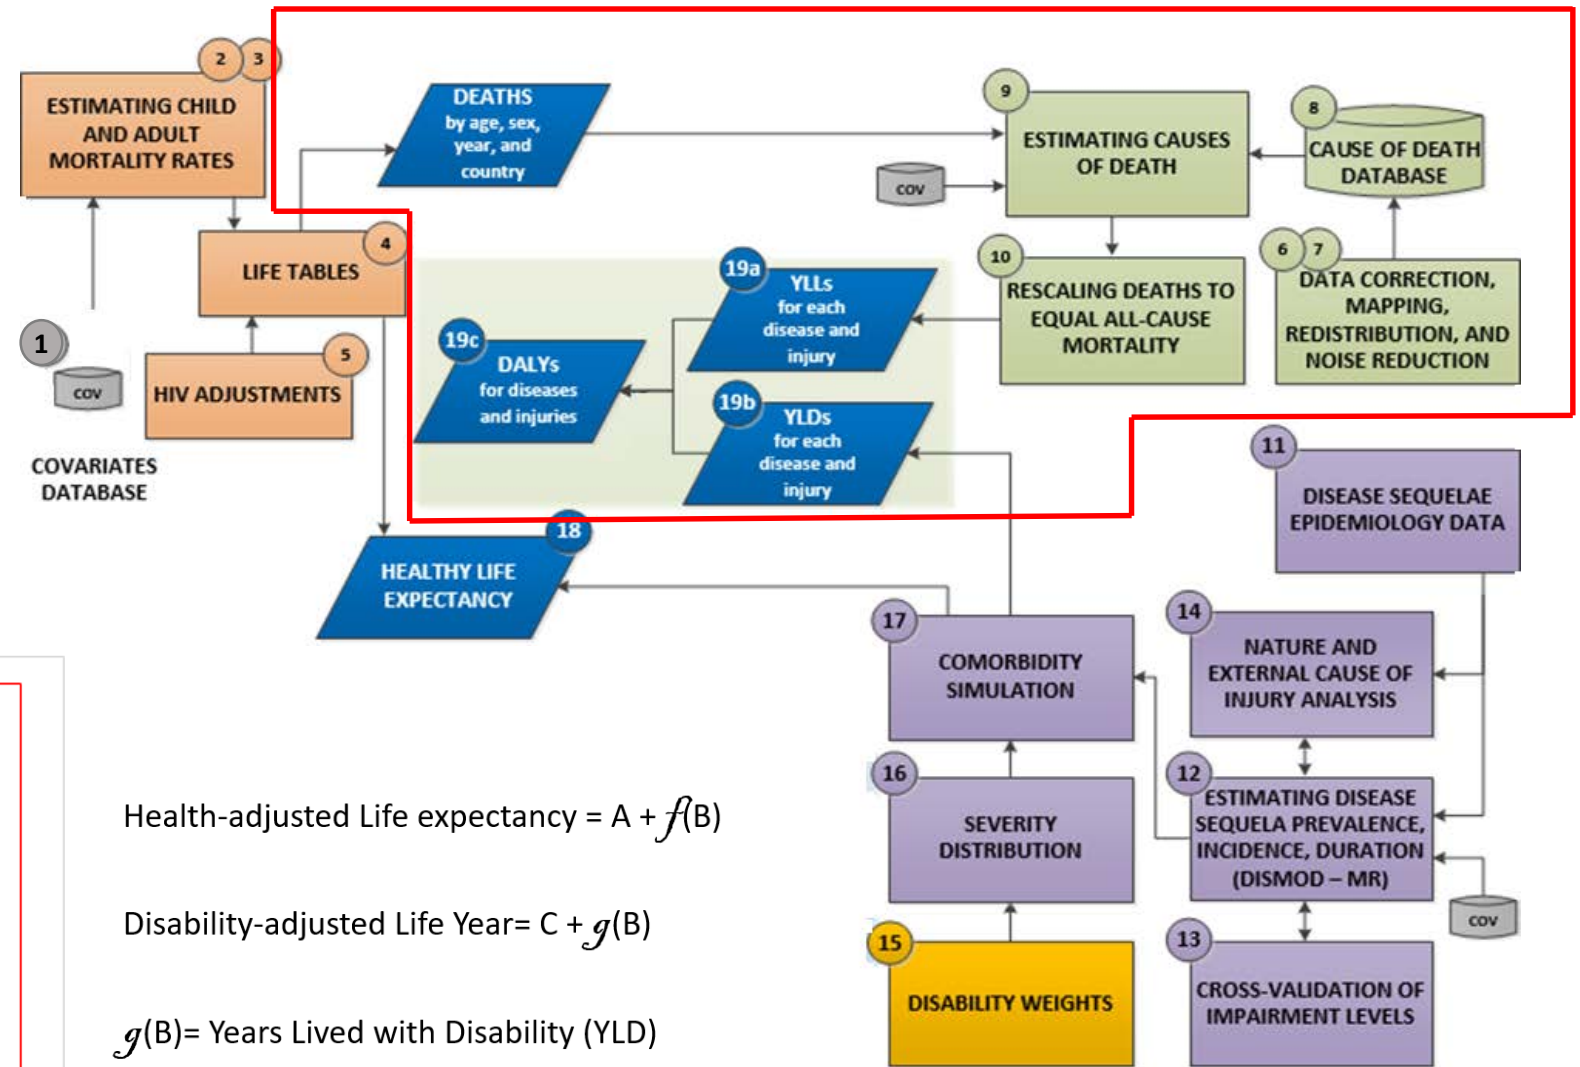 2
3
ESTIMATING CHILD
AND ADULT
MORTALITY RATES
DEATHS
by age, sex,
year, and
country
9
ESTIMATING CAUSES
OF DEATH
8
CAUSE OF DEATH
DATABASE
cov
4
LIFE TABLES
19a
YLLs
for each
disease and
injury
10
RESCALING DEATHS TO
EQUAL ALL-CAUSE
MORTALITY
6
7
DATA CORRECTION,
MAPPING,
REDISTRIBUTION, AND
NOISE REDUCTION
1
cov
5
HIV ADJUSTMENTS
19c
DALYs
for diseases
and injuries
19b
YLDs
for each
disease and
injury
COVARIATES
DATABASE
11
DISEASE SEQUELAE
EPIDEMIOLOGY DATA
18
HEALTHY LIFE
EXPECTANCY
17
COMORBIDITY
SIMULATION
14
NATURE AND
EXTERNAL CAUSE OF
INJURY ANALYSIS
16
SEVERITY
DISTRIBUTION
12
ESTIMATING DISEASE
SEQUELA PREVALENCE,
INCIDENCE, DURATION
(DISMOD – MR)
cov
15
DISABILITY WEIGHTS
13
CROSS-VALIDATION OF
IMPAIRMENT LEVELS
Health-adjusted Life expectancy = A + f(B)
Disability-adjusted Life Year= C + g(B)
g(B)= Years Lived with Disability (YLD)